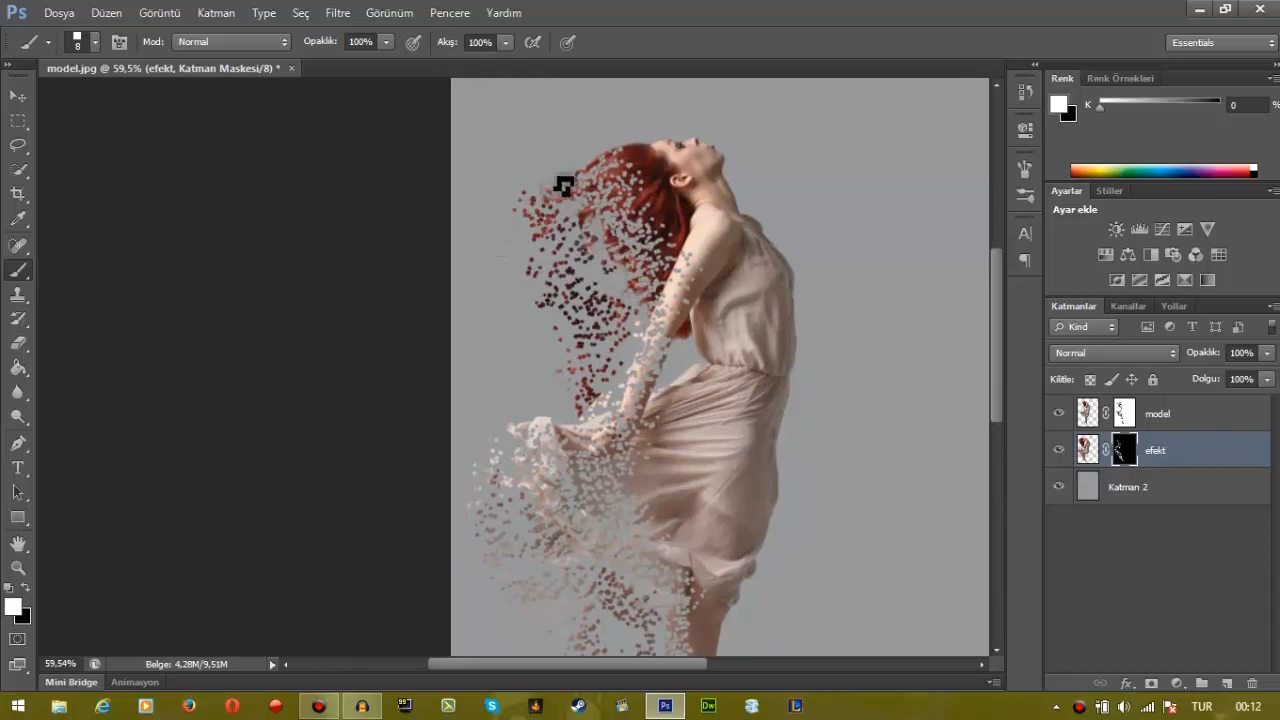 Ps Dosya Düzen Görüntü Katman Type Seç Filtre Görünüm Pencere Yardım
8 Mod: Normal Opaklık: 100% Akış: 100% Essentials
model.jpg @ 59,5% (efekt, Katman Maskesi/8) * ×
Renk Renk Örnekleri
K 0 %
Ayarlar Stiller
Ayar ekle
Katmanlar Kanallar Yollar
Kind
Normal Opaklık: 100%
Kilitle: Dolgu: 100%
model
efekt
Katman 2
59,54% Belge: 4,28M/9,51M
Mini Bridge Animasyon
Ps Dw L TUR 00:12